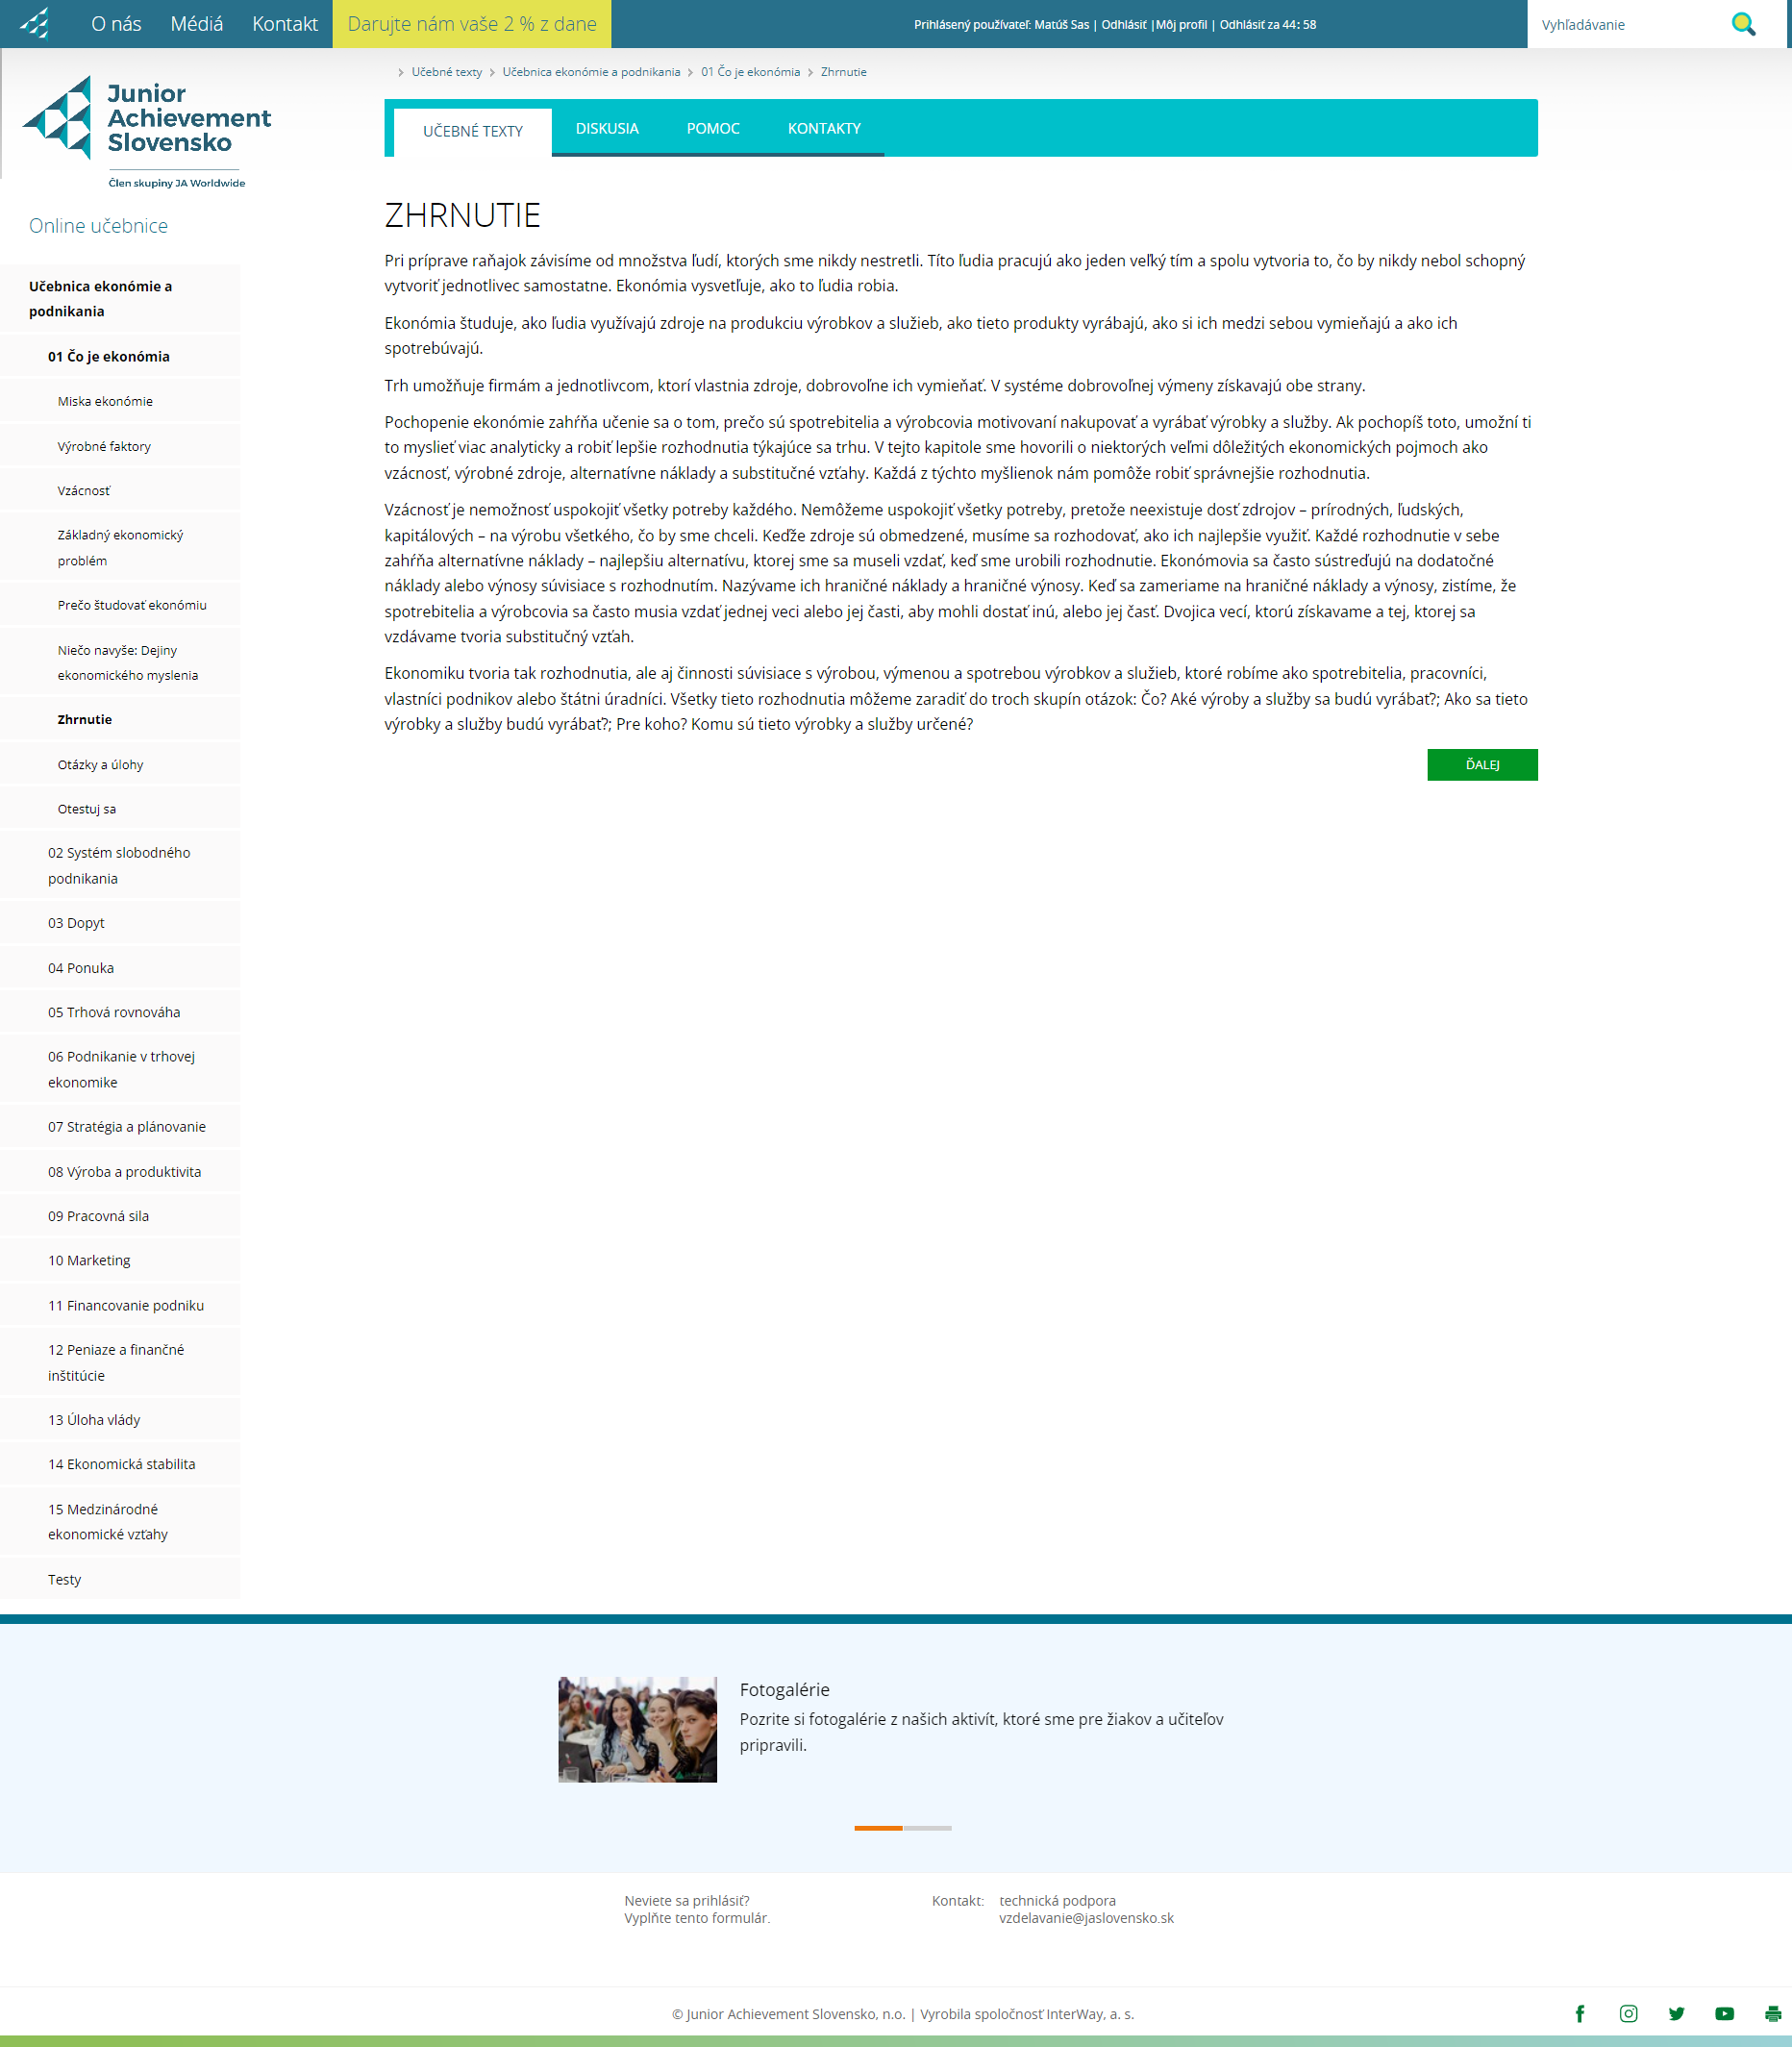 O nás Médiá Kontakt Darujte nám vaše 2 % z dane Prihlásený používateľ: Matúš Sas | Odhlásiť |Môj profil | Odhlásiť za 44: 58 Vyhľadávanie
Junior
Achievement
Slovensko
Člen skupiny JA Worldwide
Online učebnice
Učebnica ekonómie a
podnikania
01 Čo je ekonómia
Miska ekonómie
Výrobné faktory
Vzácnosť
Základný ekonomický
problém
Prečo študovať ekonómiu
Niečo navyše: Dejiny
ekonomického myslenia
Zhrnutie
Otázky a úlohy
Otestuj sa
02 Systém slobodného
podnikania
03 Dopyt
04 Ponuka
05 Trhová rovnováha
06 Podnikanie v trhovej
ekonomike
07 Stratégia a plánovanie
08 Výroba a produktivita
09 Pracovná sila
10 Marketing
11 Financovanie podniku
12 Peniaze a finančné
inštitúcie
13 Úloha vlády
14 Ekonomická stabilita
15 Medzinárodné
ekonomické vzťahy
Testy
Učebné texty Učebnica ekonómie a podnikania 01 Čo je ekonómia Zhrnutie
UČEBNÉ TEXTY DISKUSIA POMOC KONTAKTY
ZHRNUTIE
Pri príprave raňajok závisíme od množstva ľudí, ktorých sme nikdy nestretli. Títo ľudia pracujú ako jeden veľký tím a spolu vytvoria to, čo by nikdy nebol schopný
vytvoriť jednotlivec samostatne. Ekonómia vysvetľuje, ako to ľudia robia.
Ekonómia študuje, ako ľudia využívajú zdroje na produkciu výrobkov a služieb, ako tieto produkty vyrábajú, ako si ich medzi sebou vymieňajú a ako ich
spotrebúvajú.
Trh umožňuje firmám a jednotlivcom, ktorí vlastnia zdroje, dobrovoľne ich vymieňať. V systéme dobrovoľnej výmeny získavajú obe strany.
Pochopenie ekonómie zahŕňa učenie sa o tom, prečo sú spotrebitelia a výrobcovia motivovaní nakupovať a vyrábať výrobky a služby. Ak pochopíš toto, umožní ti
to myslieť viac analyticky a robiť lepšie rozhodnutia týkajúce sa trhu. V tejto kapitole sme hovorili o niektorých veľmi dôležitých ekonomických pojmoch ako
vzácnosť, výrobné zdroje, alternatívne náklady a substitučné vzťahy. Každá z týchto myšlienok nám pomôže robiť správnejšie rozhodnutia.
Vzácnosť je nemožnosť uspokojiť všetky potreby každého. Nemôžeme uspokojiť všetky potreby, pretože neexistuje dosť zdrojov – prírodných, ľudských,
kapitálových – na výrobu všetkého, čo by sme chceli. Keďže zdroje sú obmedzené, musíme sa rozhodovať, ako ich najlepšie využiť. Každé rozhodnutie v sebe
zahŕňa alternatívne náklady – najlepšiu alternatívu, ktorej sme sa museli vzdať, keď sme urobili rozhodnutie. Ekonómovia sa často sústreďujú na dodatočné
náklady alebo výnosy súvisiace s rozhodnutím. Nazývame ich hraničné náklady a hraničné výnosy. Keď sa zameriame na hraničné náklady a výnosy, zistíme, že
spotrebitelia a výrobcovia sa často musia vzdať jednej veci alebo jej časti, aby mohli dostať inú, alebo jej časť. Dvojica vecí, ktorú získavame a tej, ktorej sa
vzdávame tvoria substitučný vzťah.
Ekonomiku tvoria tak rozhodnutia, ale aj činnosti súvisiace s výrobou, výmenou a spotrebou výrobkov a služieb, ktoré robíme ako spotrebitelia, pracovníci,
vlastníci podnikov alebo štátni úradníci. Všetky tieto rozhodnutia môžeme zaradiť do troch skupín otázok: Čo? Aké výroby a služby sa budú vyrábať?; Ako sa tieto
výrobky a služby budú vyrábať?; Pre koho? Komu sú tieto výrobky a služby určené?
ĎALEJ
Fotogalérie
Pozrite si fotogalérie z našich aktivít, ktoré sme pre žiakov a učiteľov
pripravili.
Neviete sa prihlásiť?
Vyplňte tento formulár.
Kontakt: technická podpora
vzdelavanie@jaslovensko.sk
© Junior Achievement Slovensko, n.o. | Vyrobila spoločnosť InterWay, a. s.